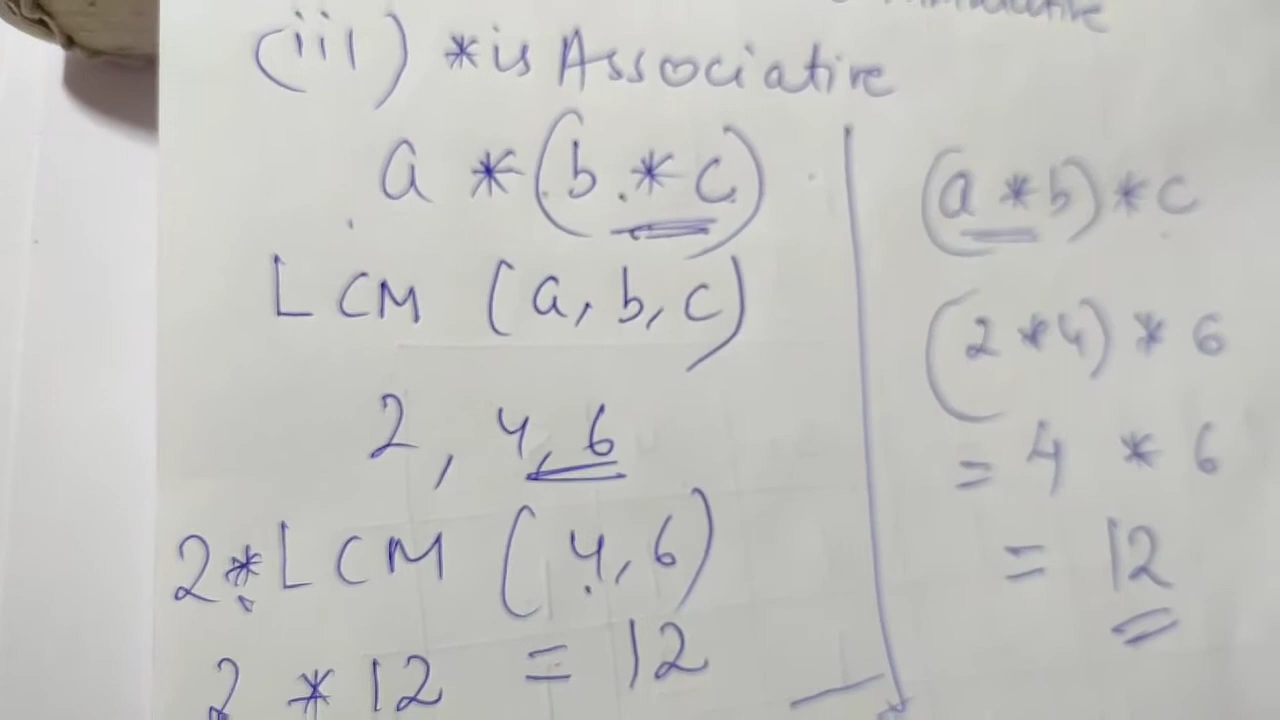 (iii) * is Associative
a * (b * c)
LCM (a, b, c)
2, 4, 6
2 * LCM (4, 6)
2 * 12 = 12
(a * b) * c
(2 * 4) * 6
= 4 * 6
= 12